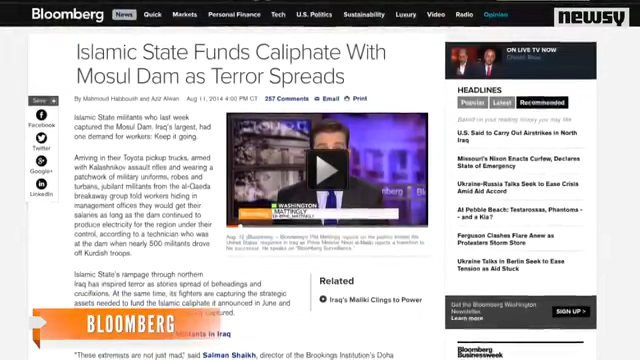 Bloomberg
News Quick Markets Personal Finance Tech U.S. Politics Sustainability Luxury Video Radio Opinion
newsy
Islamic State Funds Caliphate With
Mosul Dam as Terror Spreads
By Mahmoud Habboush and Aziz Alwan Aug 11, 2014 4:00 PM CT 257 Comments Email Print
Save
Facebook
Twitter
Google+
LinkedIn
Islamic State militants who last week
captured the Mosul Dam, Iraq's largest, had
one demand for workers: Keep it going.
Arriving in their Toyota pickup trucks, armed
with Kalashnikov assault rifles and wearing a
patchwork of military uniforms, robes and
turbans, jubilant militants from the al-Qaeda
breakaway group told workers hiding in
management offices they would get their
salaries as long as the dam continued to
produce electricity for the region under their
control, according to a technician who was
at the dam when nearly 500 militants drove
off Kurdish troops.
Islamic State's rampage through northern
Iraq has inspired terror as stories spread of beheadings and
crucifixions. At the same time, its fighters are capturing the strategic
assets needed to fund the Islamic caliphate it announced in June and
captured.
Militants in Iraq
"These extremists are not just mad," said Salman Shaikh, director of the Brookings Institution's Doha
WASHINGTON
MATTINGLY
Bloomberg
Related
Iraq's Maliki Clings to Power
ON LIVE TV NOW
HEADLINES
Popular Latest Recommended
Based on your reading history you may like
U.S. Said to Carry Out Airstrikes in North
Iraq
Missouri's Nixon Enacts Curfew, Declares
State of Emergency
Ukraine-Russia Talks Seek to Ease Crisis
Amid Aid Accord
At Pebble Beach: Testarossas, Phantoms -
- and a Kia?
Ferguson Clashes Flare Anew as
Protesters Storm Store
Ukraine Talks in Berlin Seek to Ease
Tension as Aid Stuck
Get the Bloomberg Washington
Newsletter.
Learn more
SIGN UP
Bloomberg
Businessweek
BLOOMBERG